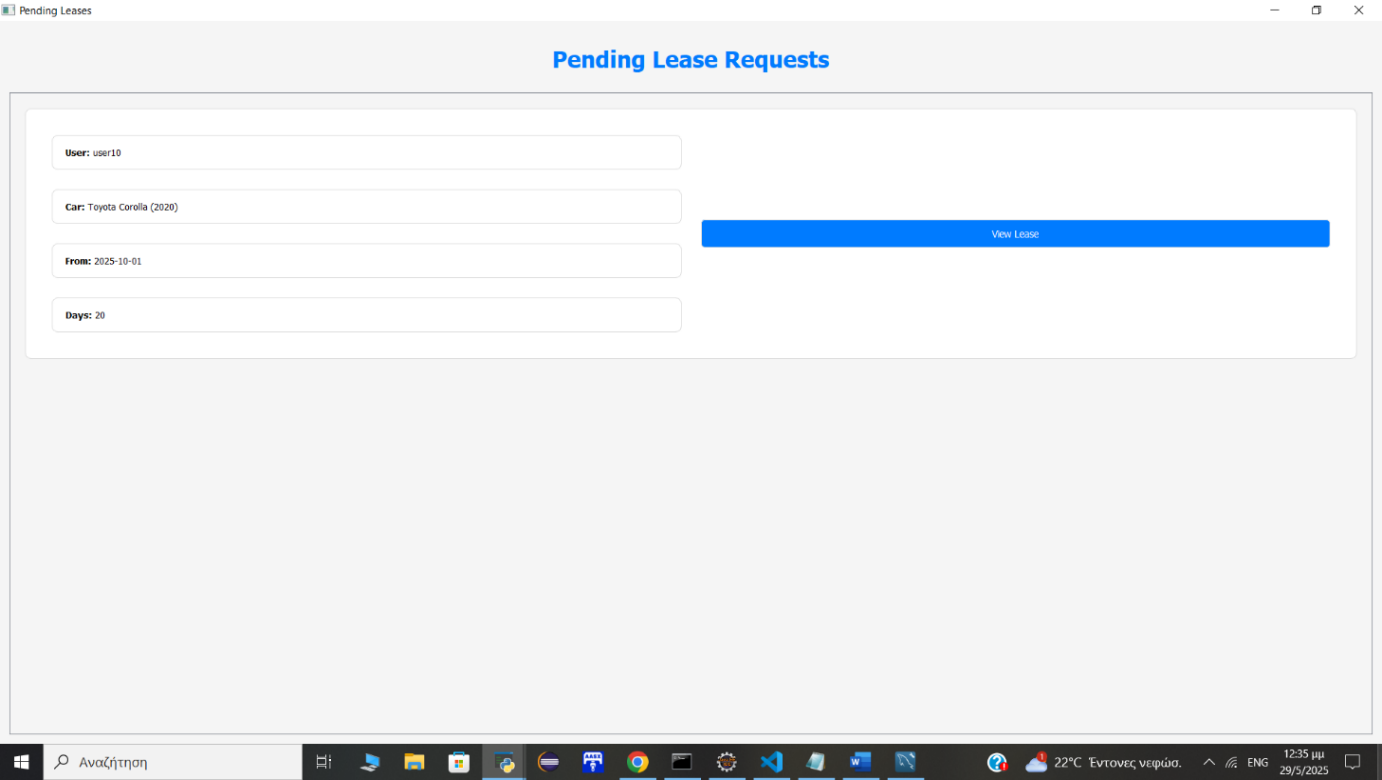 Pending Leases
Pending Lease Requests
User: user10
Car: Toyota Corolla (2020)
View Lease
From: 2025-10-01
Days: 20
Αναζήτηση
22°C Έντονες νεφώσ.
ENG
12:35 μμ
29/5/2025